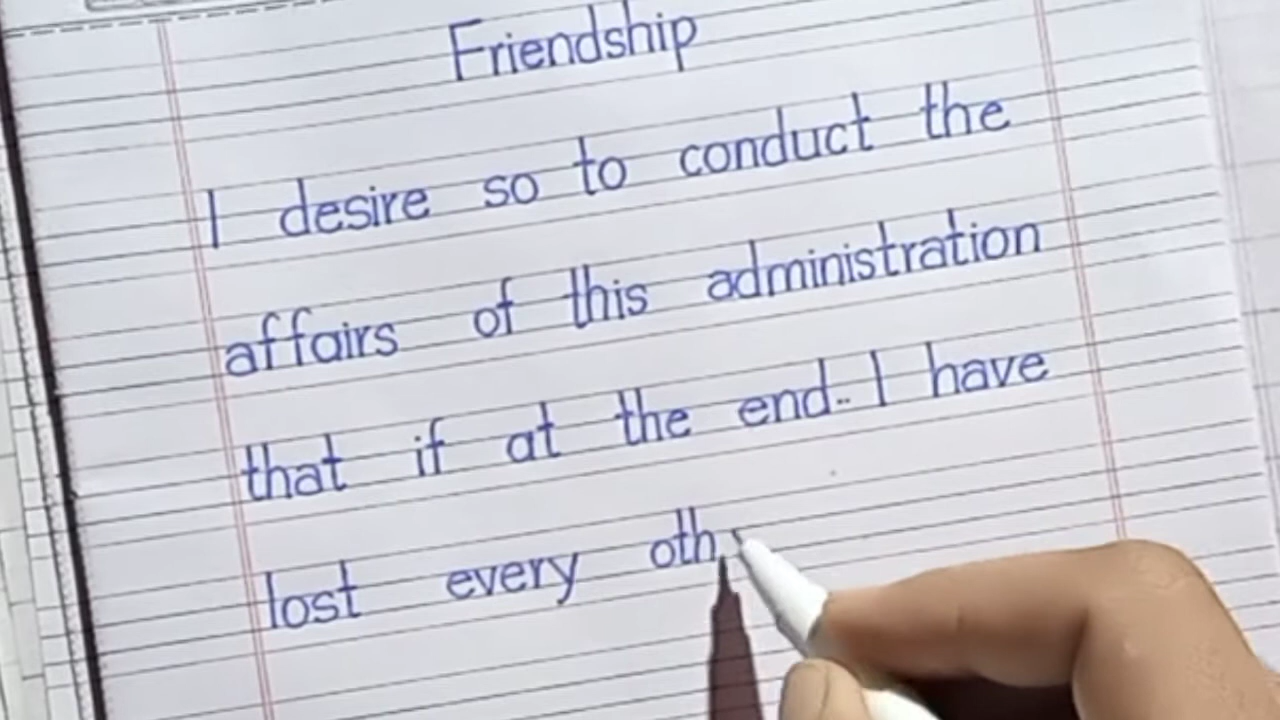 Friendship
I desire so to conduct the
affairs of this administration
that if at the end.. I have
lost every oth